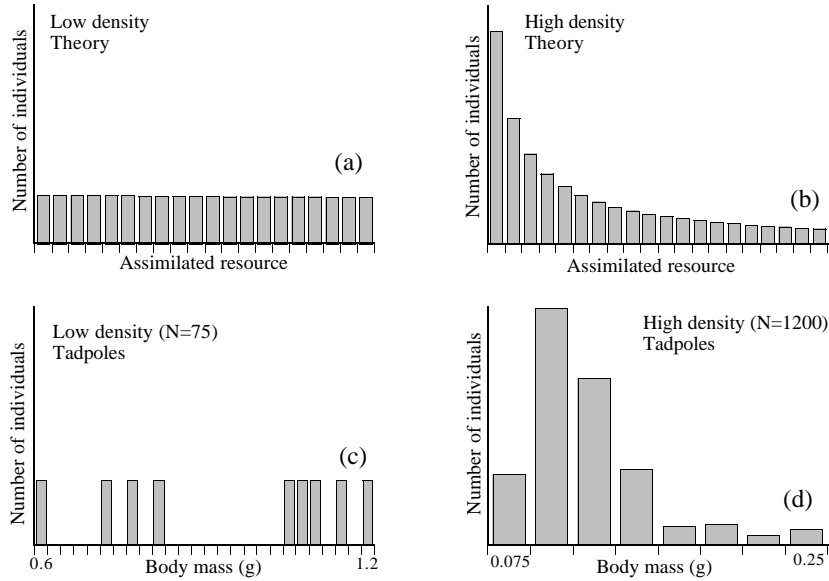 Low density
Theory
Number of individuals
(a)
Assimilated resource
High density
Theory
Number of individuals
(b)
Assimilated resource
Low density (N=75)
Tadpoles
Number of individuals
(c)
0.6
Body mass (g)
1.2
High density (N=1200)
Tadpoles
Number of individuals
(d)
0.075
Body mass (g)
0.25